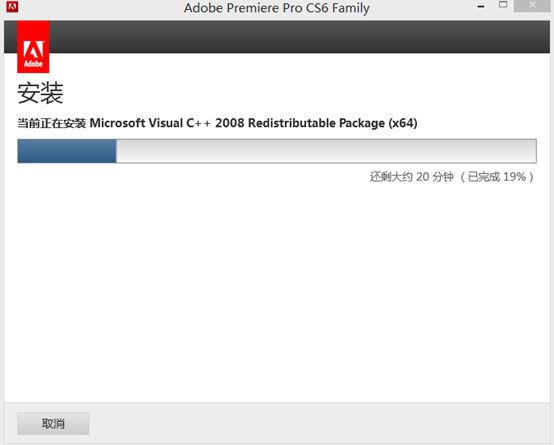 Adobe Premiere Pro CS6 Family
Adobe
安装
当前正在安装 Microsoft Visual C++ 2008 Redistributable Package (x64)
还剩大约 20 分钟 （已完成 19%）
取消